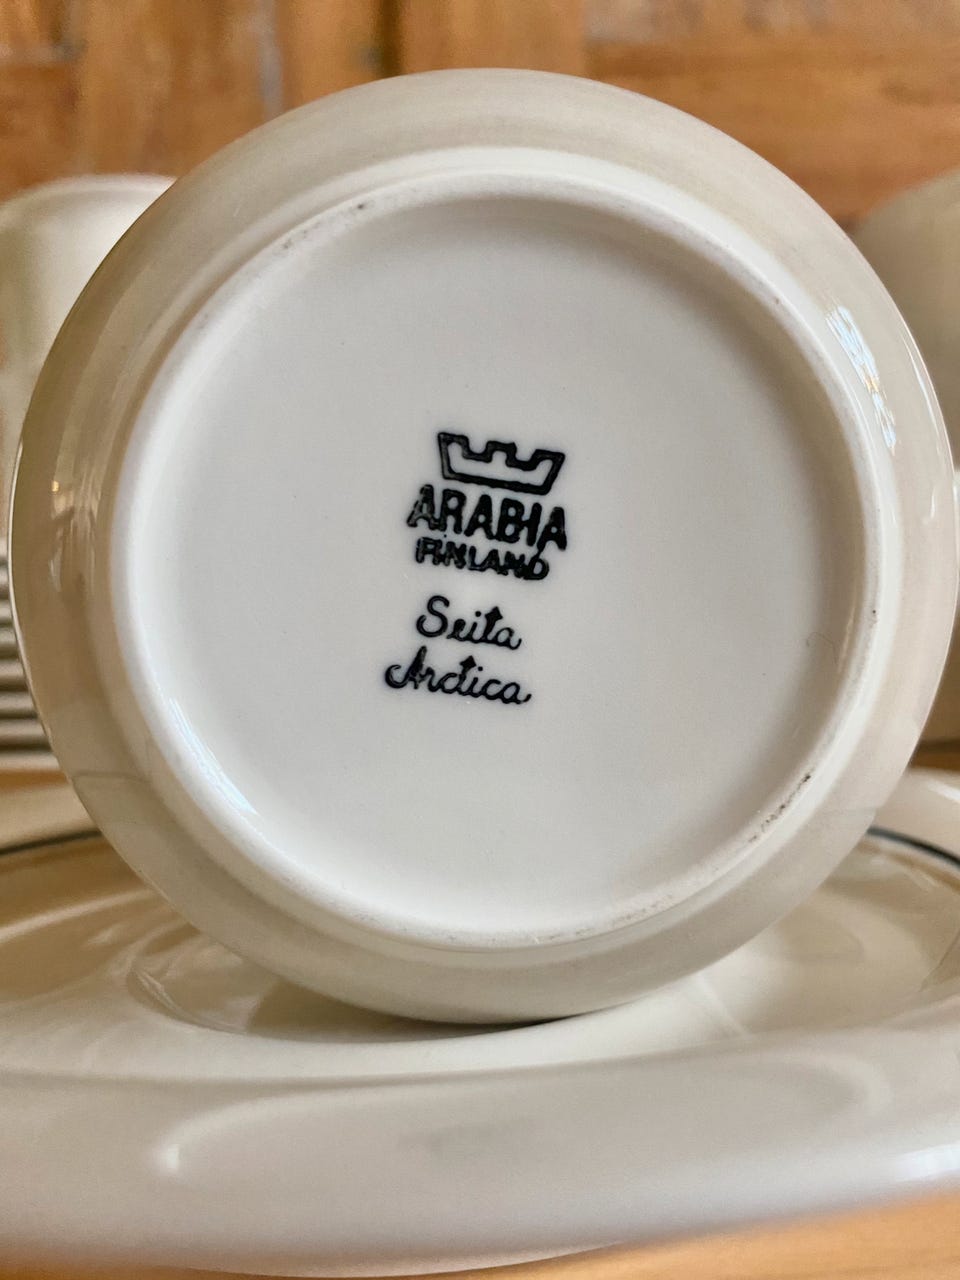 ARABIA
FINLAND
Seita
Arctica